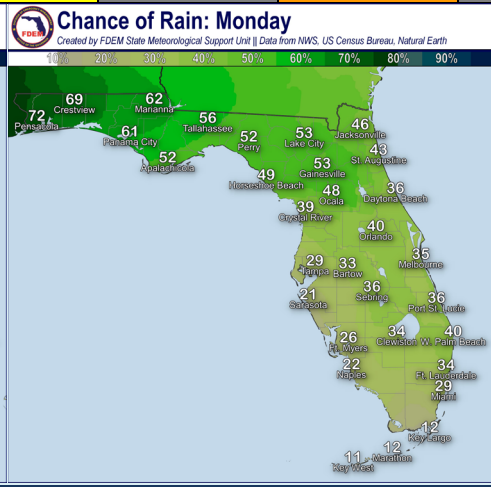 Chance of Rain: Monday
FDEM
Created by FDEM State Meteorological Support Unit || Data from NWS, US Census Bureau, Natural Earth
10% 20% 30% 40% 50% 60% 70% 80% 90%
69
Crestview
62
Marianna
72
Pensacola
61
Panama City
56
Tallahassee
46
Jacksonville
52
Perry
53
Lake City
43
St. Augustine
52
Apalachicola
53
Gainesville
49
Horseshoe Beach
48
Ocala
36
Daytona Beach
39
Crystal River
40
Orlando
35
Melbourne
29
Tampa
33
Bartow
36
Sebring
21
Sarasota
36
Port St. Lucie
26
Ft. Myers
34
Clewiston
40
W. Palm Beach
22
Naples
34
Ft. Lauderdale
29
Miami
12
Key Largo
12
Marathon
11
Key West